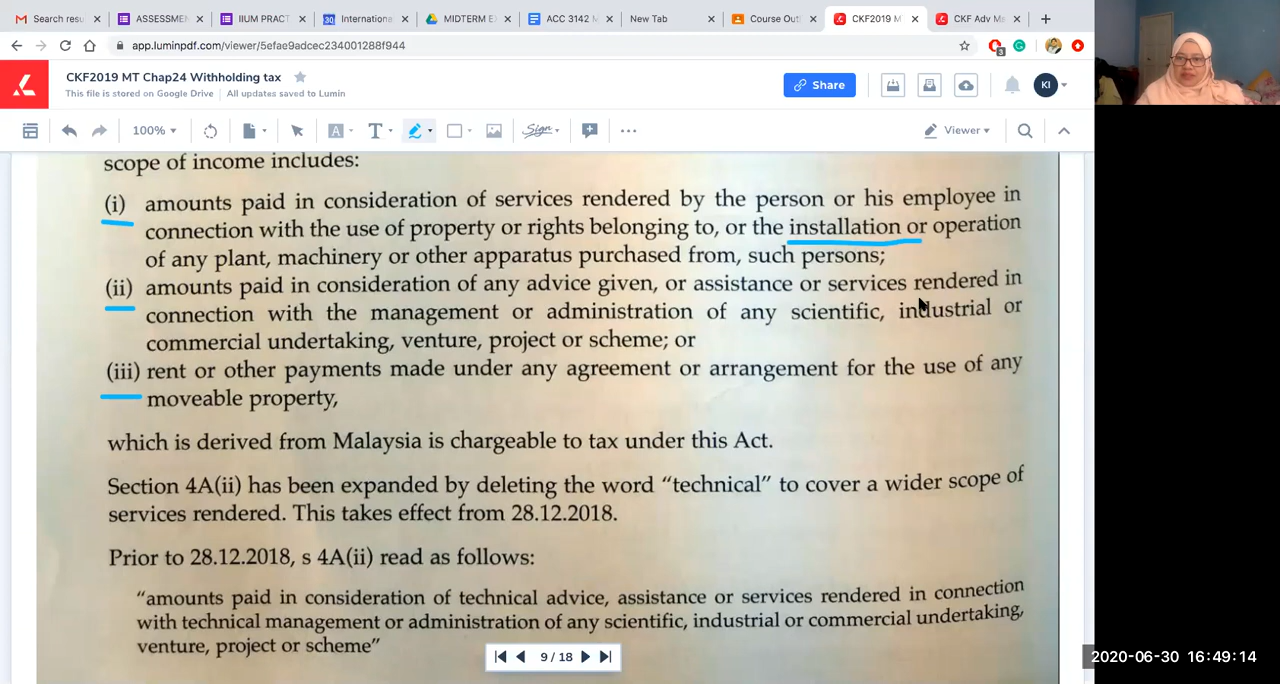 Search resu
ASSESSMEN
IIUM PRACT
Internationa
MIDTERM E
ACC 3142 M
New Tab
Course Out
CKF2019 M
CKF Adv Ma
app.luminpdf.com/viewer/5efae9adcec234001288f944
CKF2019 MT Chap24 Withholding tax
This file is stored on Google Drive | All updates saved to Lumin
Share
KI
100%
A
T
Sign
Viewer
scope of income includes:
(i) amounts paid in consideration of services rendered by the person or his employee in
connection with the use of property or rights belonging to, or the installation or operation
of any plant, machinery or other apparatus purchased from, such persons;
(ii) amounts paid in consideration of any advice given, or assistance or services rendered in
connection with the management or administration of any scientific, industrial or
commercial undertaking, venture, project or scheme; or
(iii) rent or other payments made under any agreement or arrangement for the use of any
moveable property,
which is derived from Malaysia is chargeable to tax under this Act.
Section 4A(ii) has been expanded by deleting the word “technical” to cover a wider scope of
services rendered. This takes effect from 28.12.2018.
Prior to 28.12.2018, s 4A(ii) read as follows:
“amounts paid in consideration of technical advice, assistance or services rendered in connection
with technical management or administration of any scientific, industrial or commercial undertaking,
venture, project or scheme”
9 / 18
2020-06-30 16:49:14